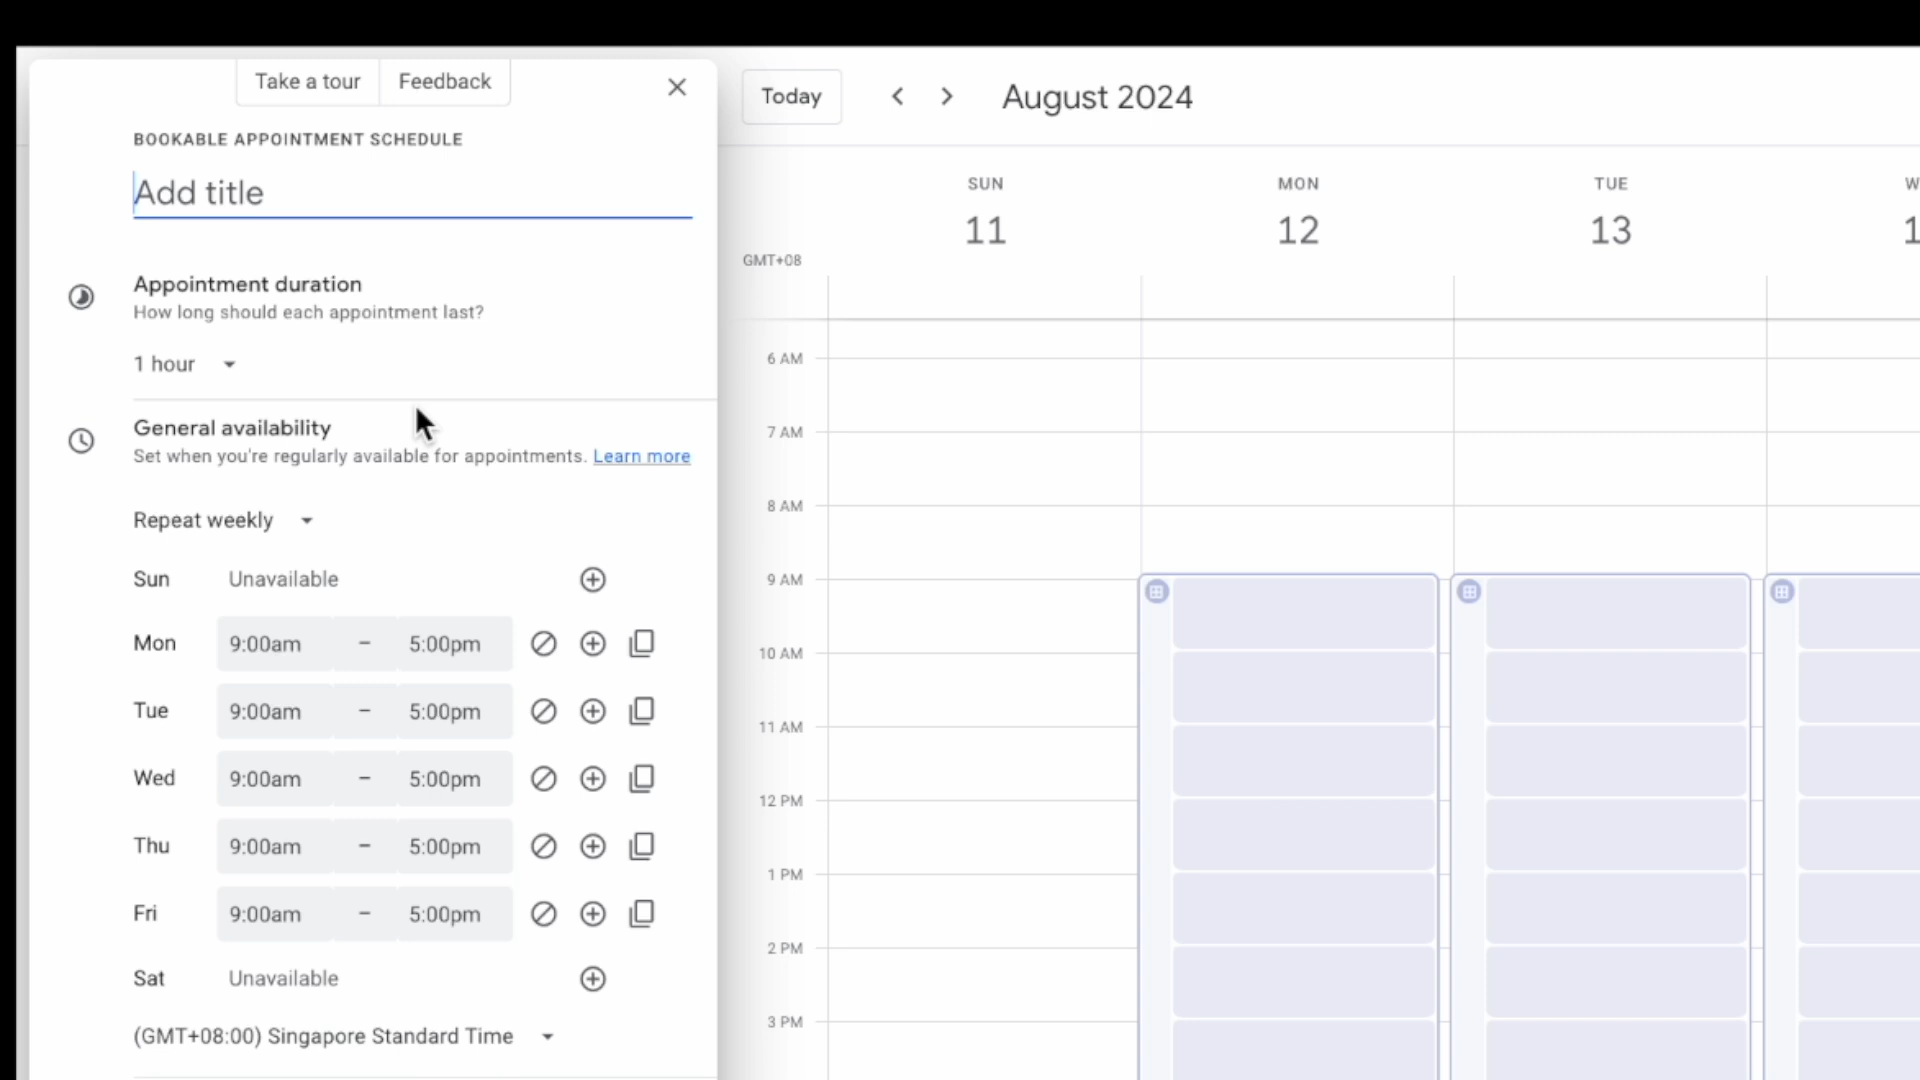 Take a tour
Feedback
BOOKABLE APPOINTMENT SCHEDULE
Add title
Appointment duration
How long should each appointment last?
1 hour
General availability
Set when you're regularly available for appointments. Learn more
Repeat weekly
Sun Unavailable
Mon 9:00am – 5:00pm
Tue 9:00am – 5:00pm
Wed 9:00am – 5:00pm
Thu 9:00am – 5:00pm
Fri 9:00am – 5:00pm
Sat Unavailable
(GMT+08:00) Singapore Standard Time
Today
August 2024
SUN MON TUE W
11 12 13 1
GMT+08
6 AM
7 AM
8 AM
9 AM
10 AM
11 AM
12 PM
1 PM
2 PM
3 PM